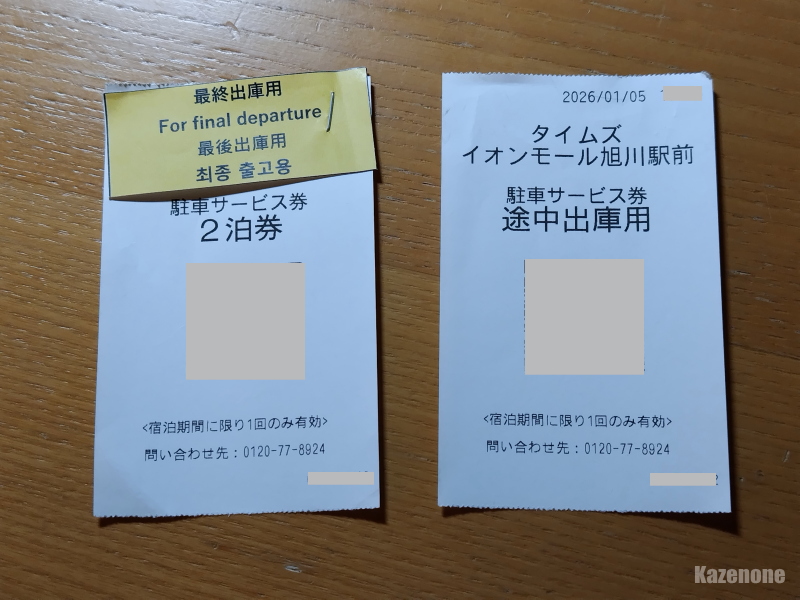 最終出庫用
For final departure
最後出庫用
최종 출고용
駐車サービス券
2泊券
<宿泊期間に限り1回のみ有効>
問い合わせ先:0120-77-8924
2026/01/05
タイムズ
イオンモール旭川駅前
駐車サービス券
途中出庫用
<宿泊期間に限り1回のみ有効>
問い合わせ先:0120-77-8924
Kazenone